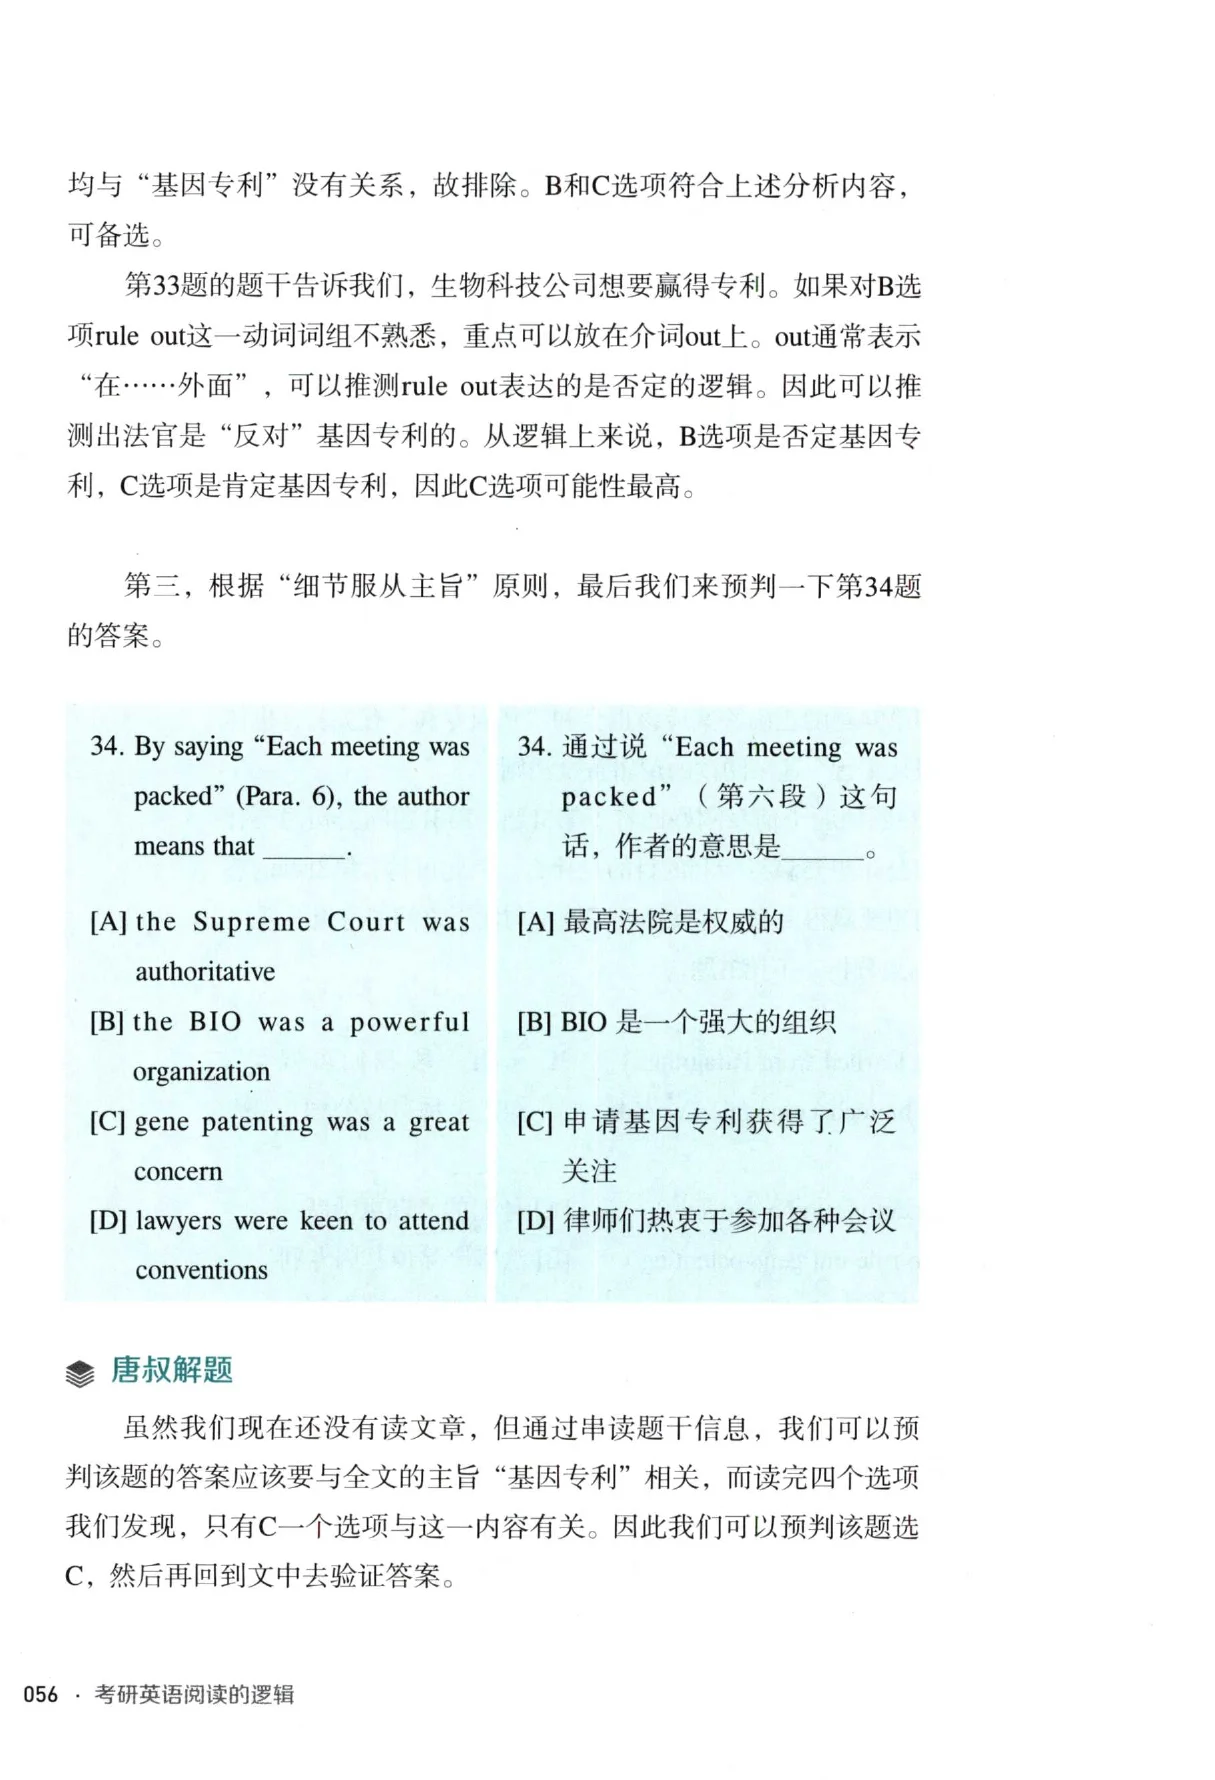 均与“基因专利”没有关系，故排除。B和C选项符合上述分析内容，
可备选。
第33题的题干告诉我们，生物科技公司想要赢得专利。如果对B选
项rule out这一动词词组不熟悉，重点可以放在介词out上。out通常表示
“在……外面”，可以推测rule out表达的是否定的逻辑。因此可以推
测出法官是“反对”基因专利的。从逻辑上来说，B选项是否定基因专
利，C选项是肯定基因专利，因此C选项可能性最高。
第三，根据“细节服从主旨”原则，最后我们来预判一下第34题
的答案。
34. By saying “Each meeting was
packed” (Para. 6), the author
means that ______.
[A] the Supreme Court was
authoritative
[B] the BIO was a powerful
organization
[C] gene patenting was a great
concern
[D] lawyers were keen to attend
conventions
34. 通过说“Each meeting was
packed”（第六段）这句
话，作者的意思是______。
[A] 最高法院是权威的
[B] BIO 是一个强大的组织
[C] 申请基因专利获得了广泛
关注
[D] 律师们热衷于参加各种会议
唐叔解题
虽然我们现在还没有读文章，但通过串读题干信息，我们可以预
判该题的答案应该要与全文的主旨“基因专利”相关，而读完四个选项
我们发现，只有C一个选项与这一内容有关。因此我们可以预判该题选
C，然后再回到文中去验证答案。
056 · 考研英语阅读的逻辑